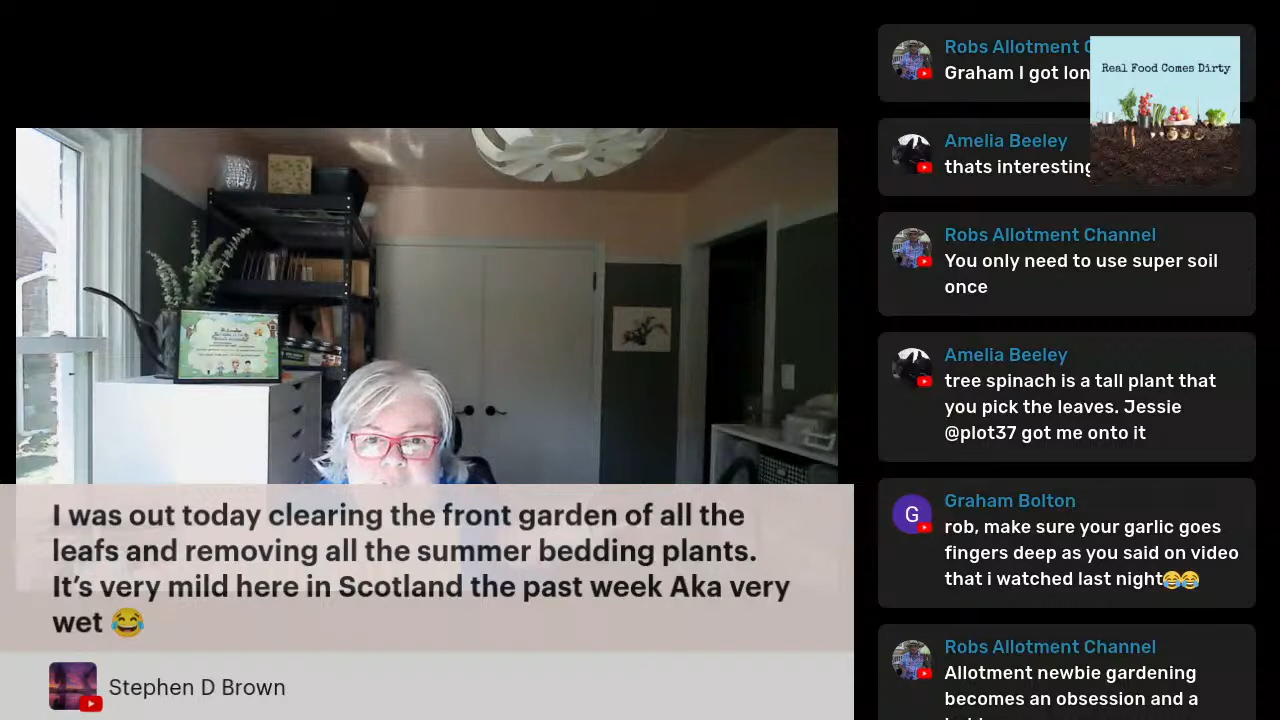 Robs Allotment
Graham I got
Real Food Comes Dirty
Amelia Beeley
thats interesting
Robs Allotment Channel
You only need to use super soil
once
Amelia Beeley
tree spinach is a tall plant that
you pick the leaves. Jessie
@plot37 got me onto it
Graham Bolton
G
rob, make sure your garlic goes
fingers deep as you said on video
that i watched last night😂😂
Robs Allotment Channel
Allotment newbie gardening
becomes an obsession and a
I was out today clearing the front garden of all the
leafs and removing all the summer bedding plants.
It’s very mild here in Scotland the past week Aka very
wet 😂
Stephen D Brown